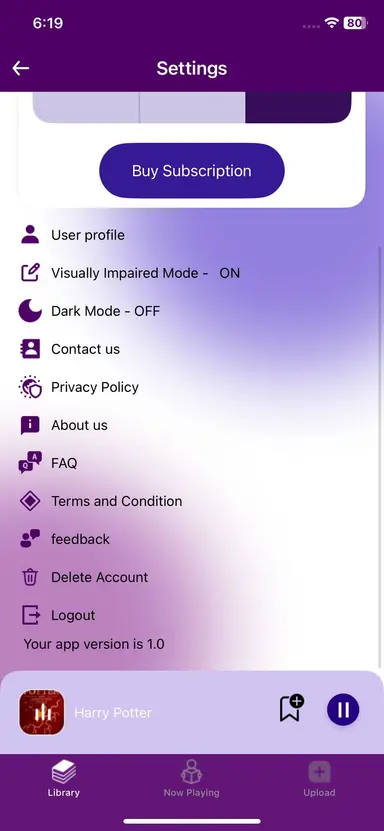 6:19
80
Settings
Buy Subscription
User profile
Visually Impaired Mode - ON
Dark Mode - OFF
Contact us
Privacy Policy
About us
FAQ
Terms and Condition
feedback
Delete Account
Logout
Your app version is 1.0
Harry Potter
Library
Now Playing
Upload